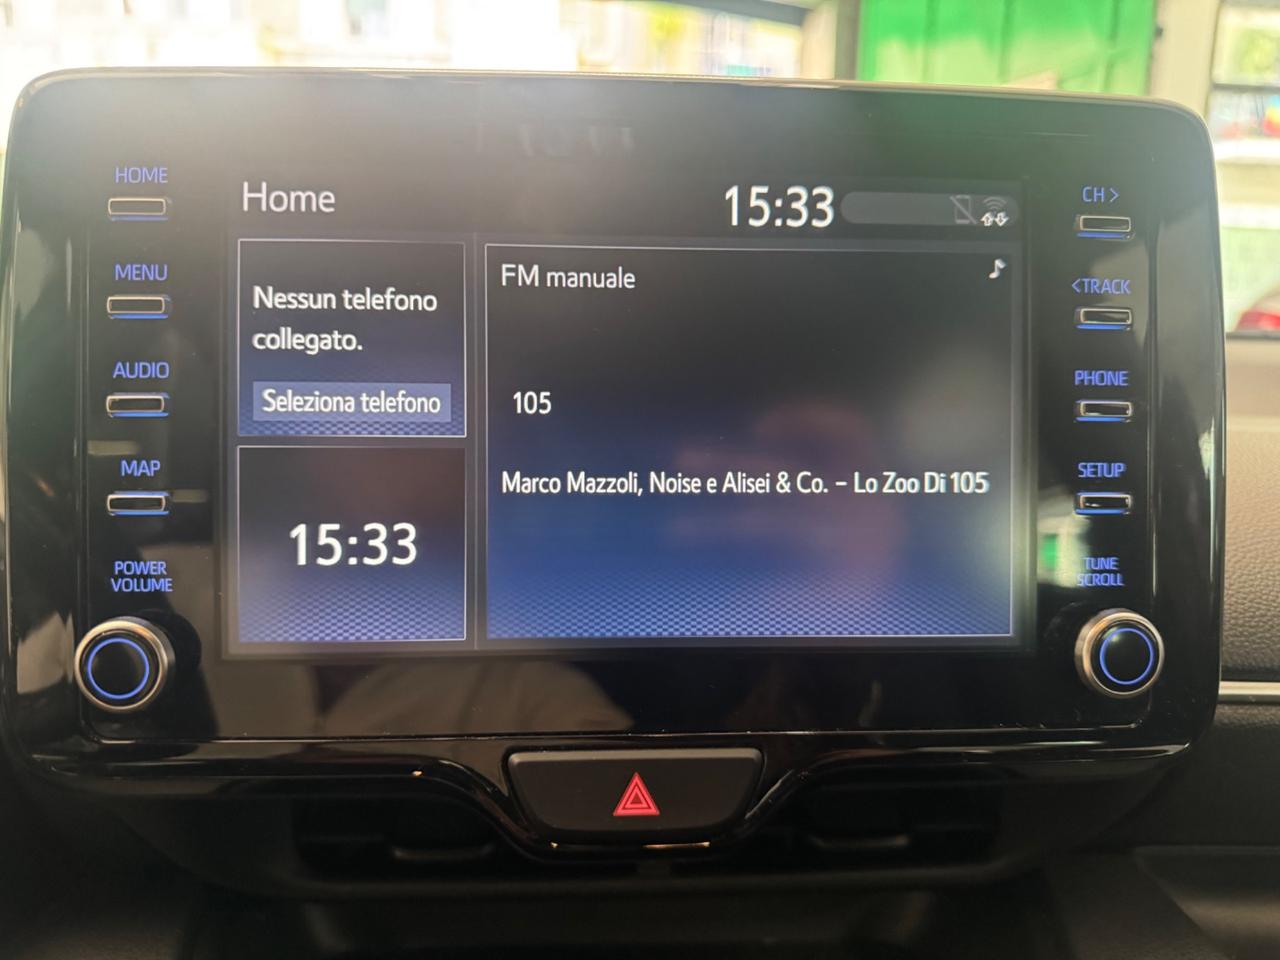 HOME
MENU
AUDIO
MAP
POWER
VOLUME
Home
15:33
Nessun telefono
collegato.
Seleziona telefono
15:33
FM manuale
105
Marco Mazzoli, Noise e Alisei & Co. - Lo Zoo Di 105
CH >
<TRACK
PHONE
SETUP
TUNE
SCROLL